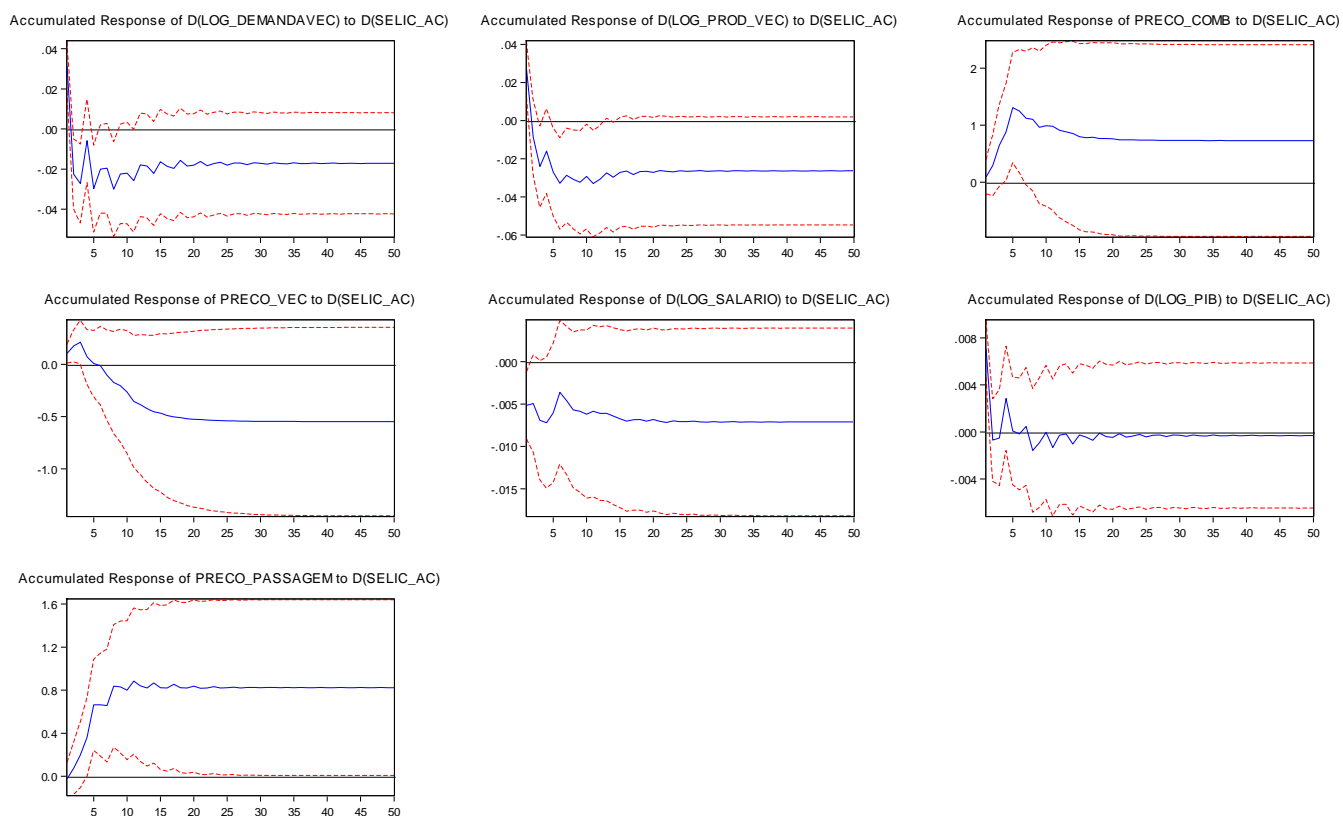 Accumulated Response of D(LOG_DEMANDAVEC) to D(SELIC_AC)
.04
.02
.00
-.02
-.04
5 10 15 20 25 30 35 40 45 50
Accumulated Response of D(LOG_PROD_VEC) to D(SELIC_AC)
.04
.02
.00
-.02
-.04
-.06
5 10 15 20 25 30 35 40 45 50
Accumulated Response of PRECO_COMB to D(SELIC_AC)
2
1
0
5 10 15 20 25 30 35 40 45 50
Accumulated Response of PRECO_VEC to D(SELIC_AC)
0.0
-0.5
-1.0
5 10 15 20 25 30 35 40 45 50
Accumulated Response of D(LOG_SALARIO) to D(SELIC_AC)
.000
-.005
-.010
-.015
5 10 15 20 25 30 35 40 45 50
Accumulated Response of D(LOG_PIB) to D(SELIC_AC)
.008
.004
.000
-.004
5 10 15 20 25 30 35 40 45 50
Accumulated Response of PRECO_PASSAGEM to D(SELIC_AC)
1.6
1.2
0.8
0.4
0.0
5 10 15 20 25 30 35 40 45 50